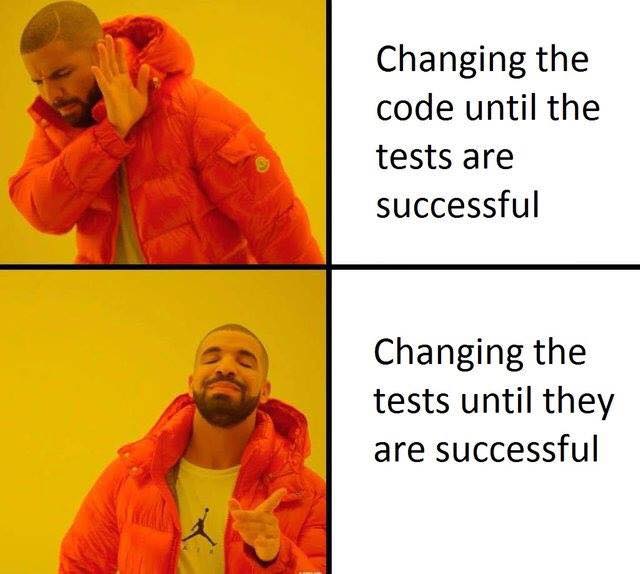 Changing the
code until the
tests are
successful
Changing the
tests until they
are successful